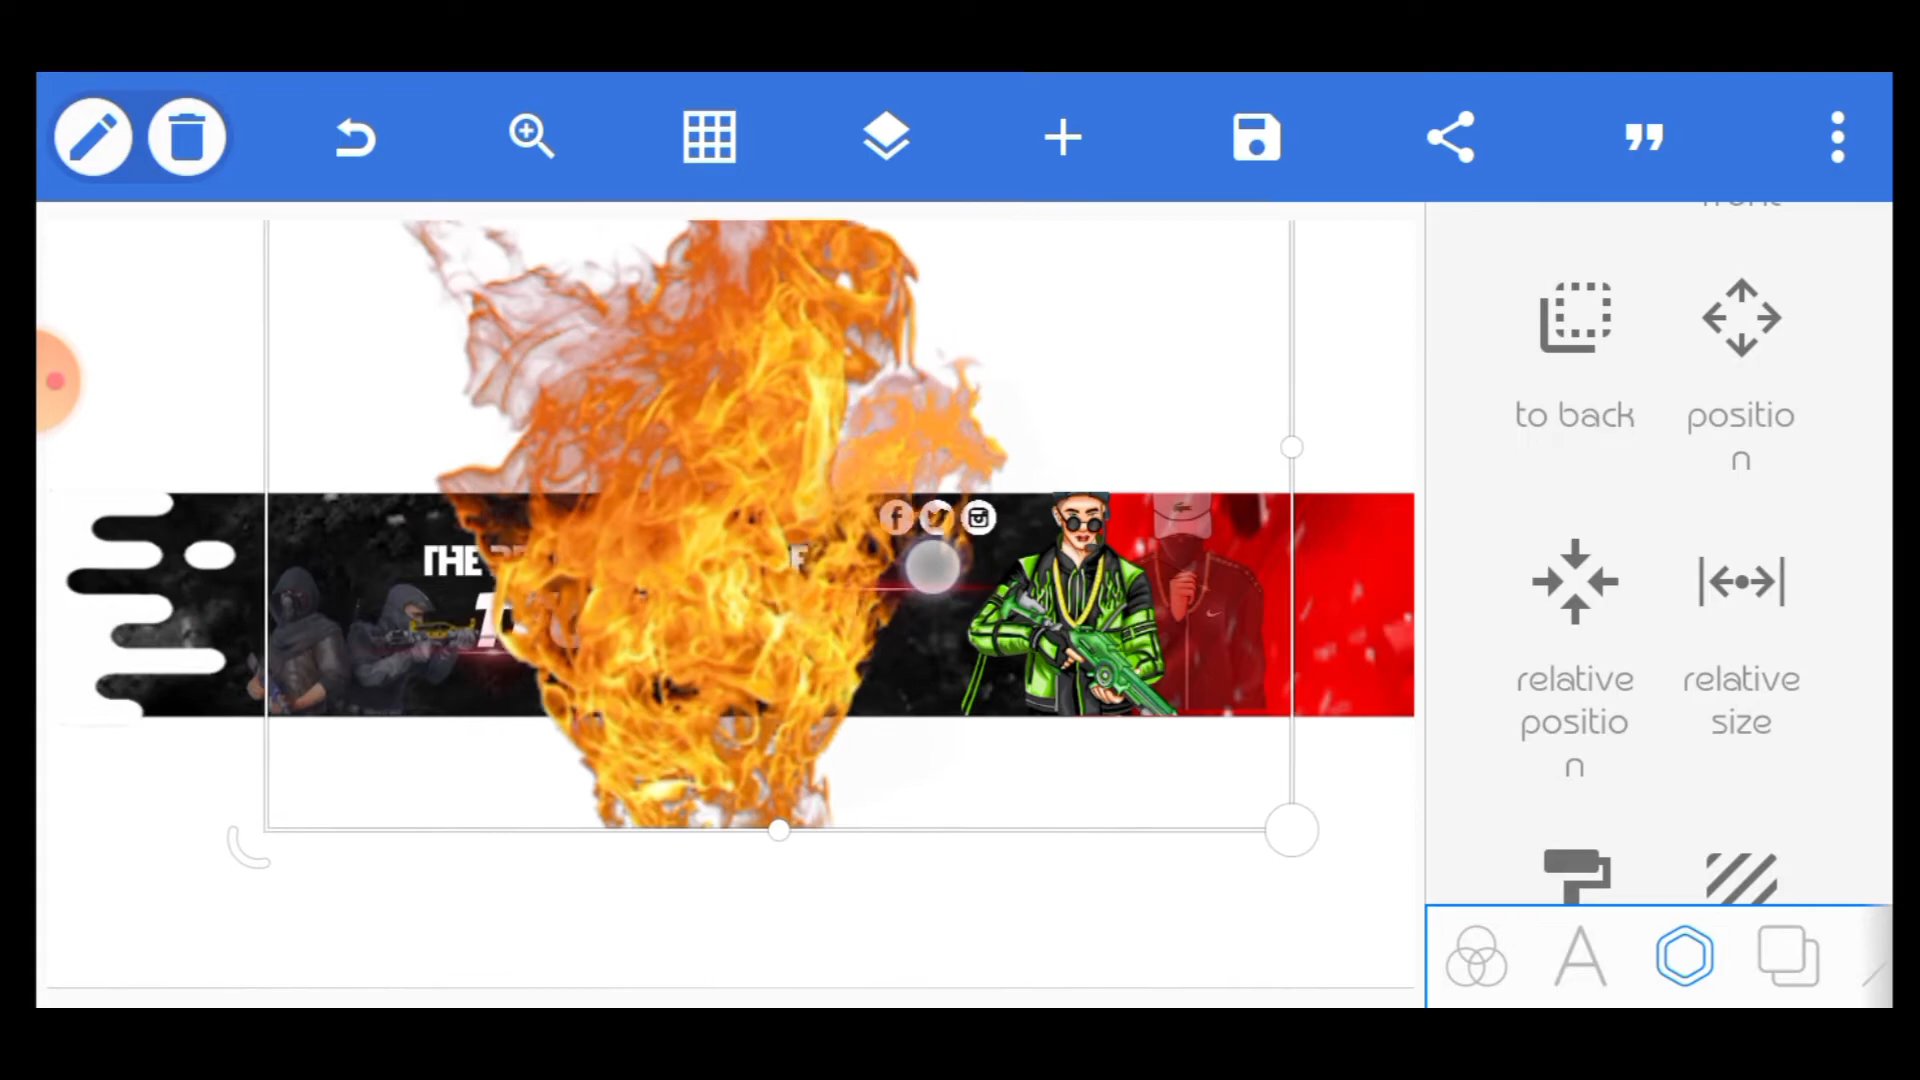 to back
positio
n
THE
relative
positio
n
relative
size